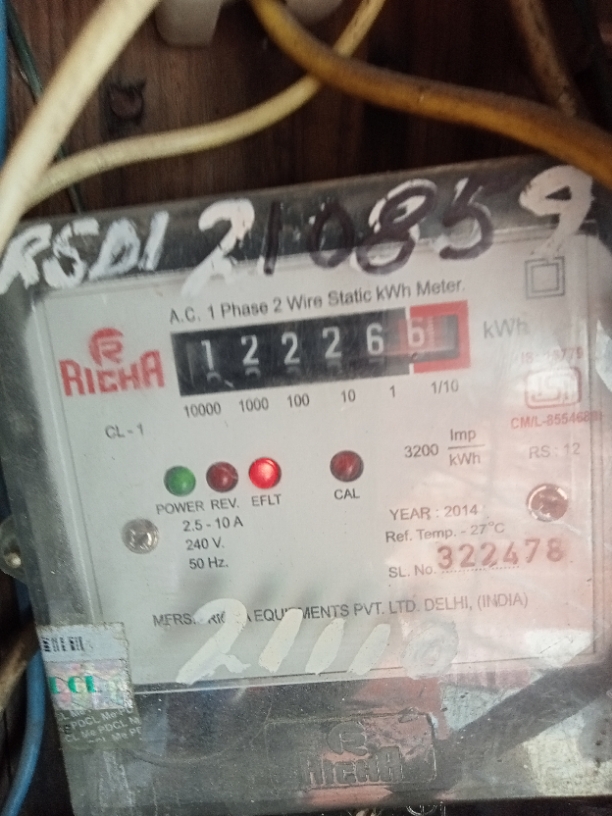 RSDI 210859
A.C. 1 Phase 2 Wire Static kWh Meter.
RICHA
1 2 2 2 6 6 kWh
10000 1000 100 10 1 1/10
CL-1
CM/L-8554688
3200 Imp/kWh
RS: 12
POWER REV. EFLT CAL
2.5 - 10 A
240 V.
50 Hz.
YEAR : 2014
Ref. Temp. - 27°C
SL. No. 322478
PVT. LTD. DELHI, (INDIA)
RICHA